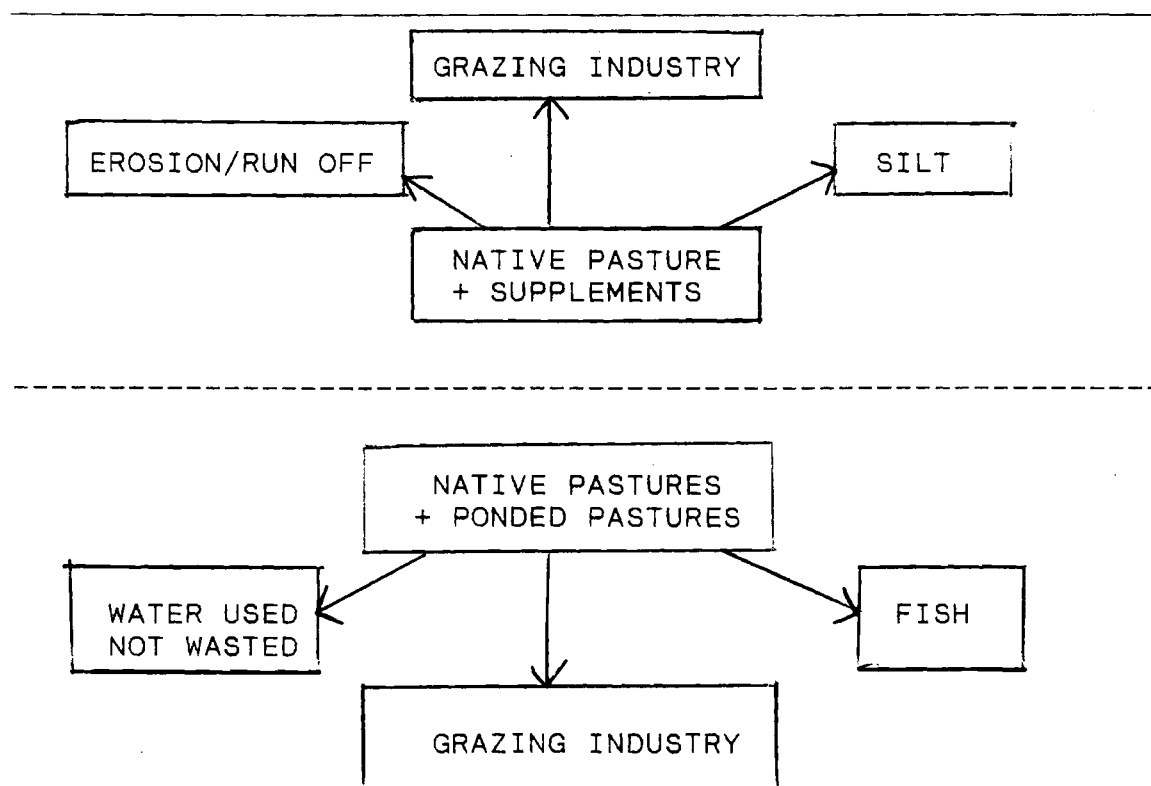 GRAZING INDUSTRY
EROSION/RUN OFF
SILT
NATIVE PASTURE
+ SUPPLEMENTS
NATIVE PASTURES
+ PONDED PASTURES
WATER USED
NOT WASTED
FISH
GRAZING INDUSTRY